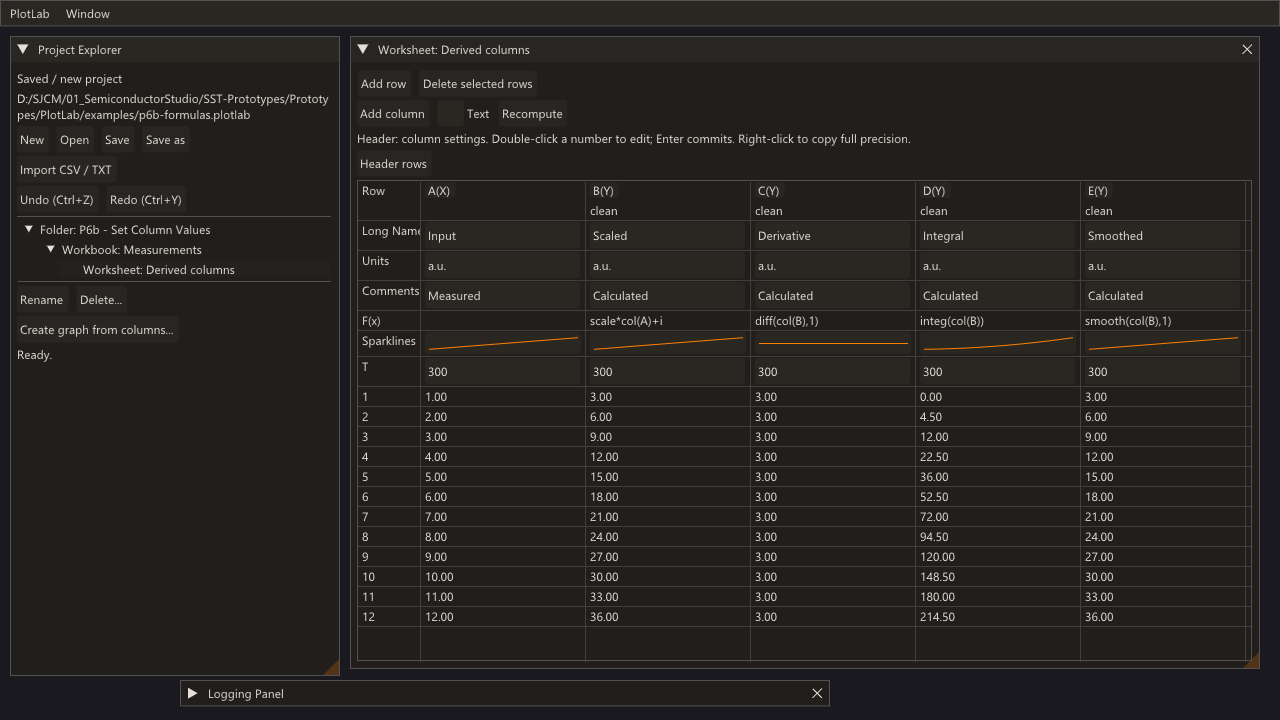 PlotLab Window
Project Explorer
Saved / new project
D:/SJCM/01_SemiconductorStudio/SST-Prototypes/Prototy
pes/PlotLab/examples/p6b-formulas.plotlab
New Open Save Save as
Import CSV / TXT
Undo (Ctrl+Z) Redo (Ctrl+Y)
Folder: P6b - Set Column Values
Workbook: Measurements
Worksheet: Derived columns
Rename Delete...
Create graph from columns...
Ready.
Worksheet: Derived columns
Add row Delete selected rows
Add column Text Recompute
Header: column settings. Double-click a number to edit; Enter commits. Right-click to copy full precision.
Header rows
Row A(X) B(Y) C(Y) D(Y) E(Y)
clean clean clean clean
Long Name Input Scaled Derivative Integral Smoothed
Units a.u. a.u. a.u. a.u. a.u.
Comments Measured Calculated Calculated Calculated Calculated
F(x) scale*col(A)+i diff(col(B),1) integ(col(B)) smooth(col(B),1)
Sparklines
T 300 300 300 300 300
1 1.00 3.00 3.00 0.00 3.00
2 2.00 6.00 3.00 4.50 6.00
3 3.00 9.00 3.00 12.00 9.00
4 4.00 12.00 3.00 22.50 12.00
5 5.00 15.00 3.00 36.00 15.00
6 6.00 18.00 3.00 52.50 18.00
7 7.00 21.00 3.00 72.00 21.00
8 8.00 24.00 3.00 94.50 24.00
9 9.00 27.00 3.00 120.00 27.00
10 10.00 30.00 3.00 148.50 30.00
11 11.00 33.00 3.00 180.00 33.00
12 12.00 36.00 3.00 214.50 36.00
Logging Panel